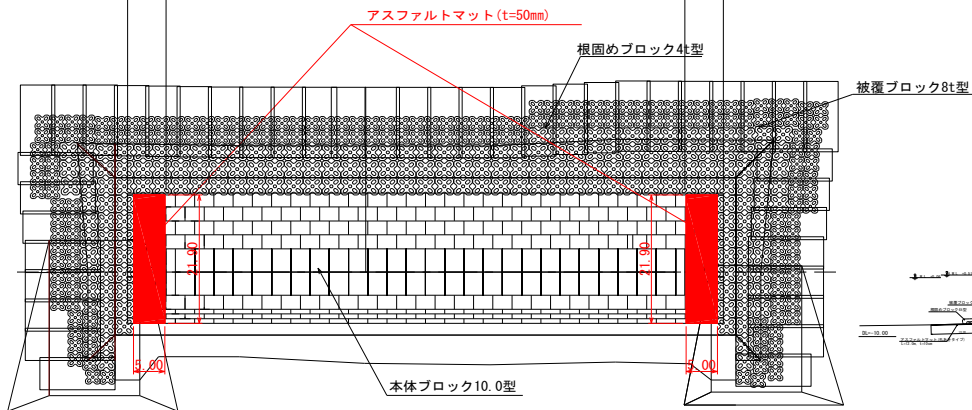 アスファルトマット(t=50mm)
根固めブロック4t型
被覆ブロック8t型
21.90
21.90
DL=-10.00
5.00
5.00
本体ブロック10.0型